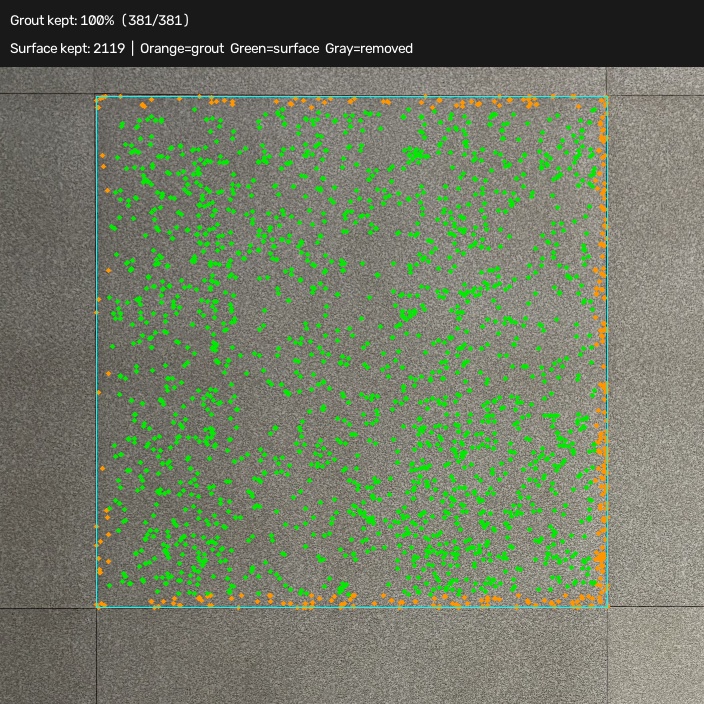 Grout kept: 100% (381/381)
Surface kept: 2119 | Orange=grout Green=surface Gray=removed